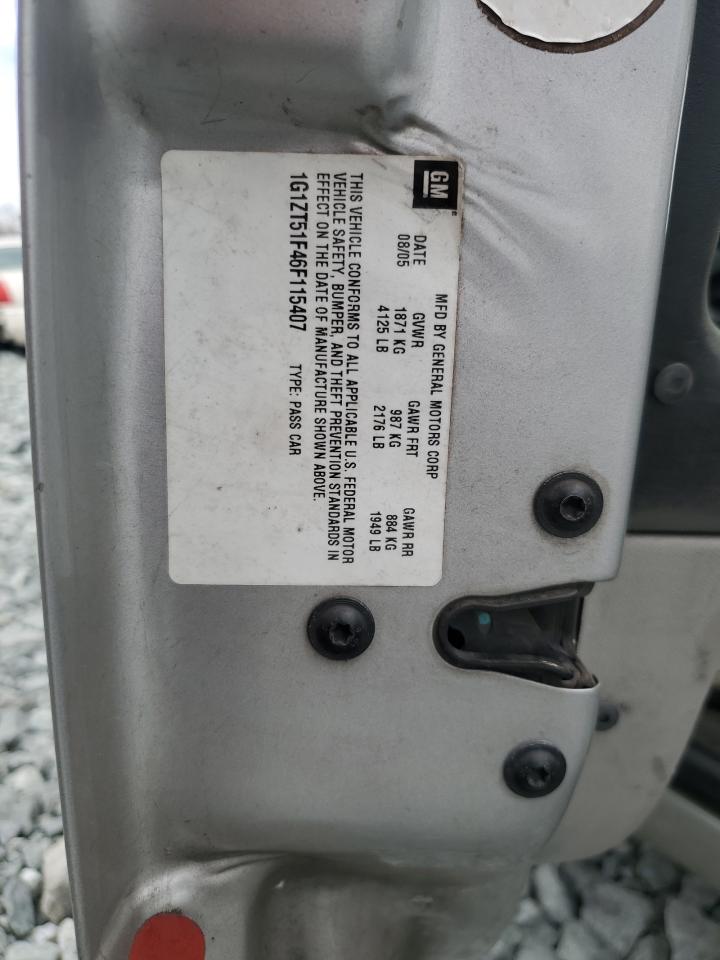 GM
MFD BY GENERAL MOTORS CORP
DATE GVWR GAWR FRT GAWR RR
08/05 1871 KG 987 KG 884 KG
4125 LB 2176 LB 1949 LB
THIS VEHICLE CONFORMS TO ALL APPLICABLE U.S. FEDERAL MOTOR
VEHICLE SAFETY, BUMPER, AND THEFT PREVENTION STANDARDS IN
EFFECT ON THE DATE OF MANUFACTURE SHOWN ABOVE.
1G1ZT51F46F115407 TYPE: PASS CAR